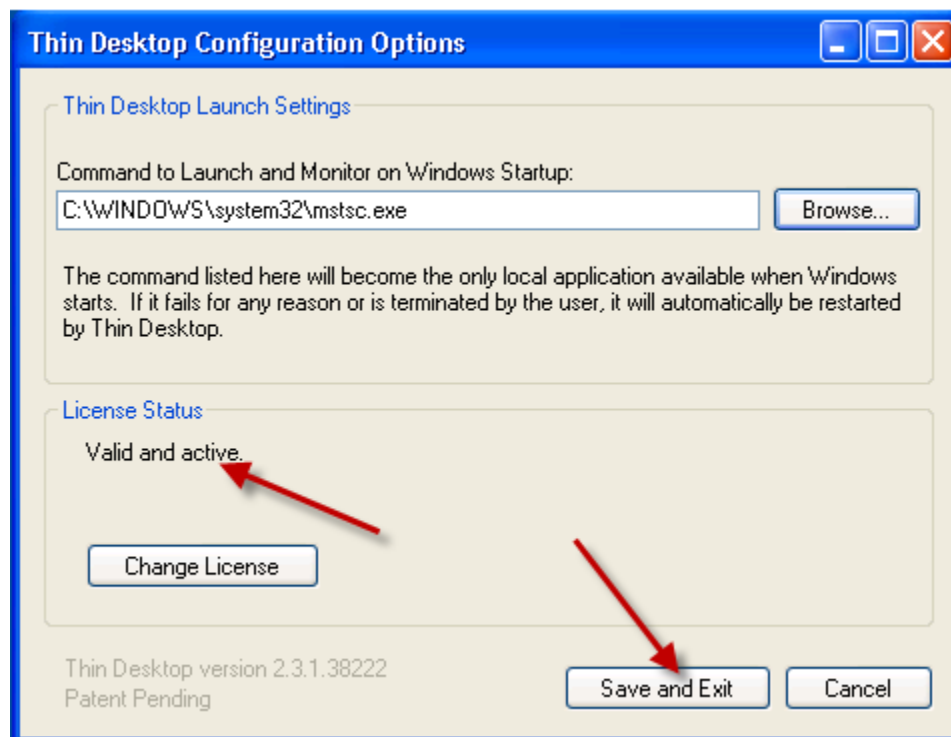 Thin Desktop Configuration Options
Thin Desktop Launch Settings
Command to Launch and Monitor on Windows Startup:
C:\WINDOWS\system32\mstsc.exe
Browse...
The command listed here will become the only local application available when Windows
starts.  If it fails for any reason or is terminated by the user, it will automatically be restarted
by Thin Desktop.
License Status
Valid and active.
Change License
Thin Desktop version 2.3.1.38222
Patent Pending
Save and Exit
Cancel